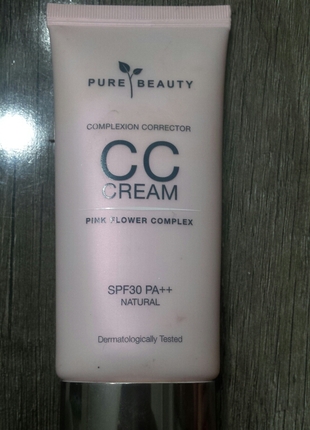 PURE BEAUTY
COMPLEXION CORRECTOR
CC
CREAM
PINK FLOWER COMPLEX
SPF30 PA++
NATURAL
Dermatologically Tested